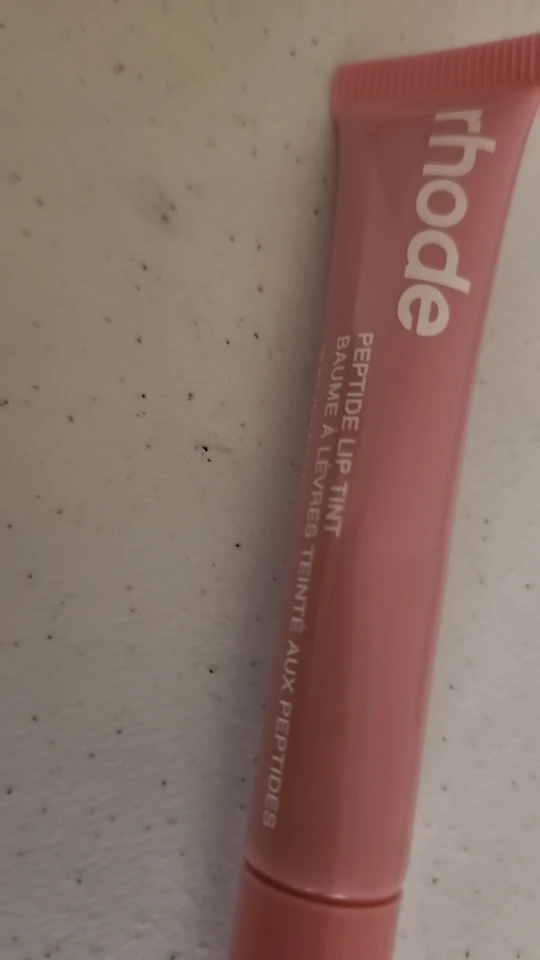 rhode
PEPTIDE LIP TINT
BAUME À LÈVRES TEINTÉ AUX PEPTIDES